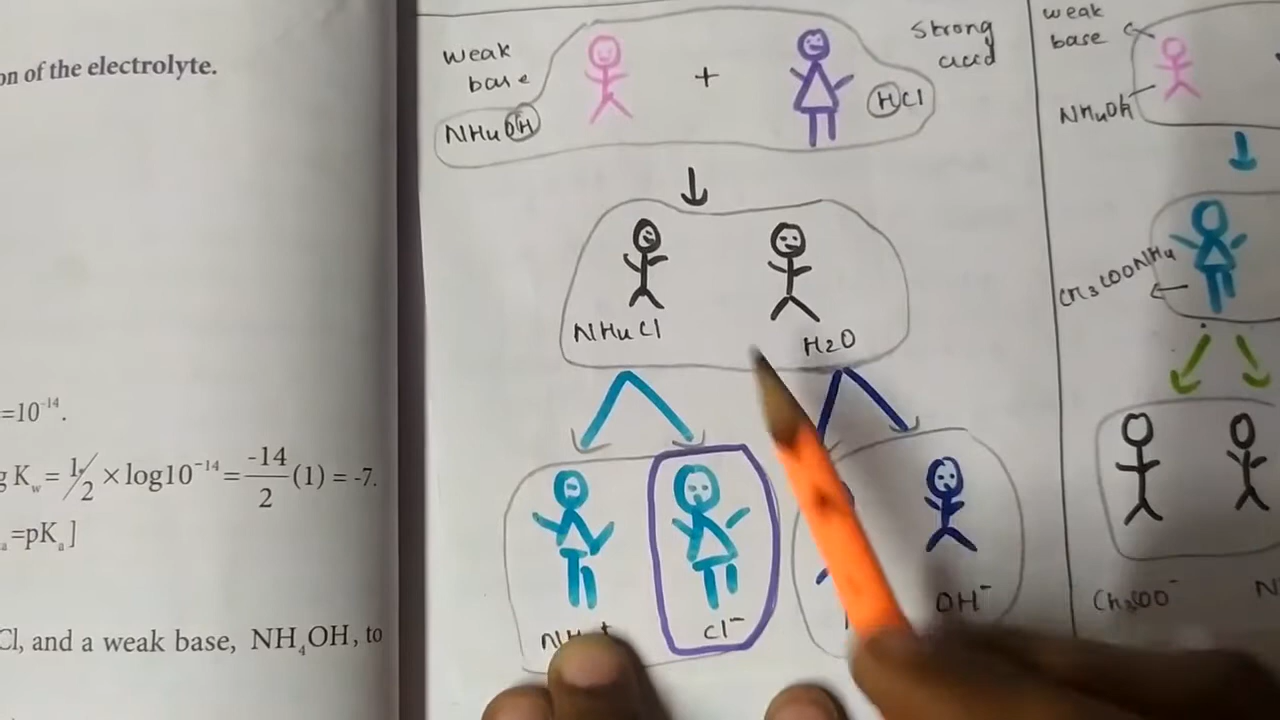 on of the electrolyte.
=10⁻¹⁴.
g K_w = 1/2 × log10⁻¹⁴ = -14/2 (1) = -7.
ₐ=pKₐ]
Cl, and a weak base, NH₄OH, to
weak
base
NH4OH
+
Strong
acid
HCl
NH4Cl
H2O
Cl⁻
OH⁻
weak
base
NH4OH
CH3COONH4
CH3COO⁻
N